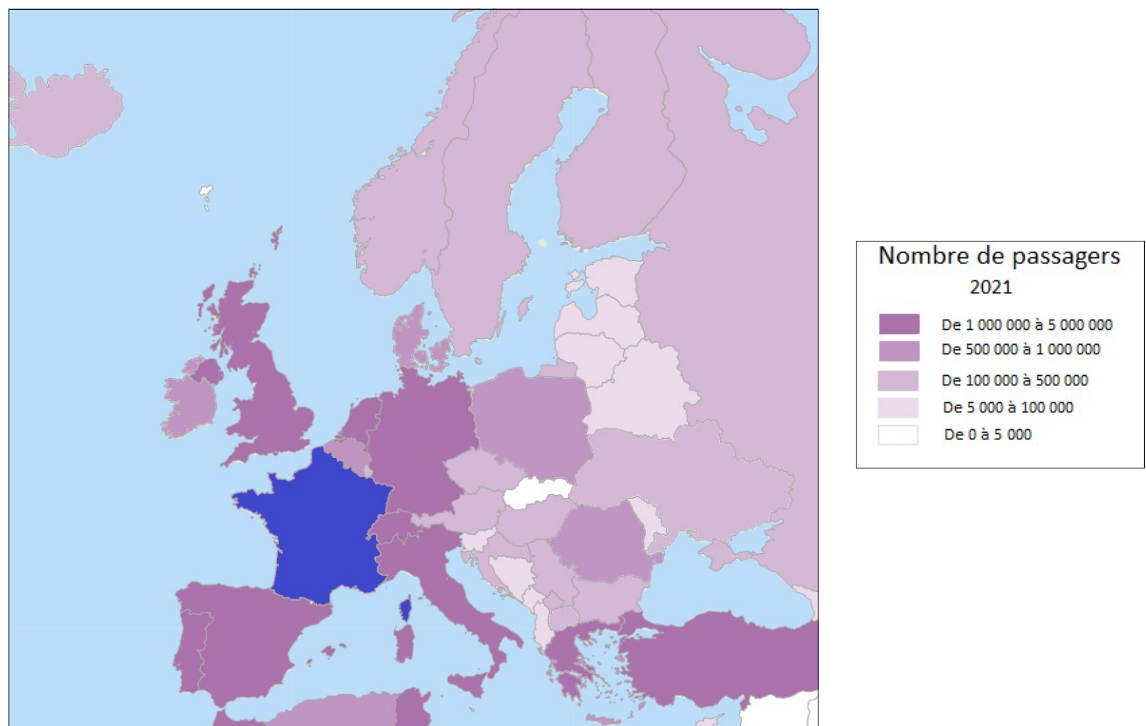 Nombre de passagers
2021
De 1 000 000 à 5 000 000
De 500 000 à 1 000 000
De 100 000 à 500 000
De 5 000 à 100 000
De 0 à 5 000